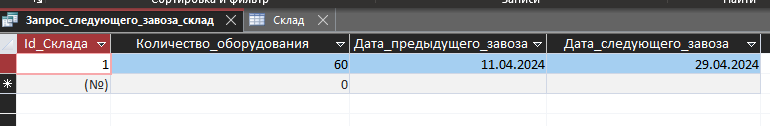 Сортировка и фильтр Записи Найти
Запрос_следующего_завоза_склад Склад
Id_Склада Количество_оборудования Дата_предыдущего_завоза Дата_следующего_завоза
1 60 11.04.2024 29.04.2024
(№) 0